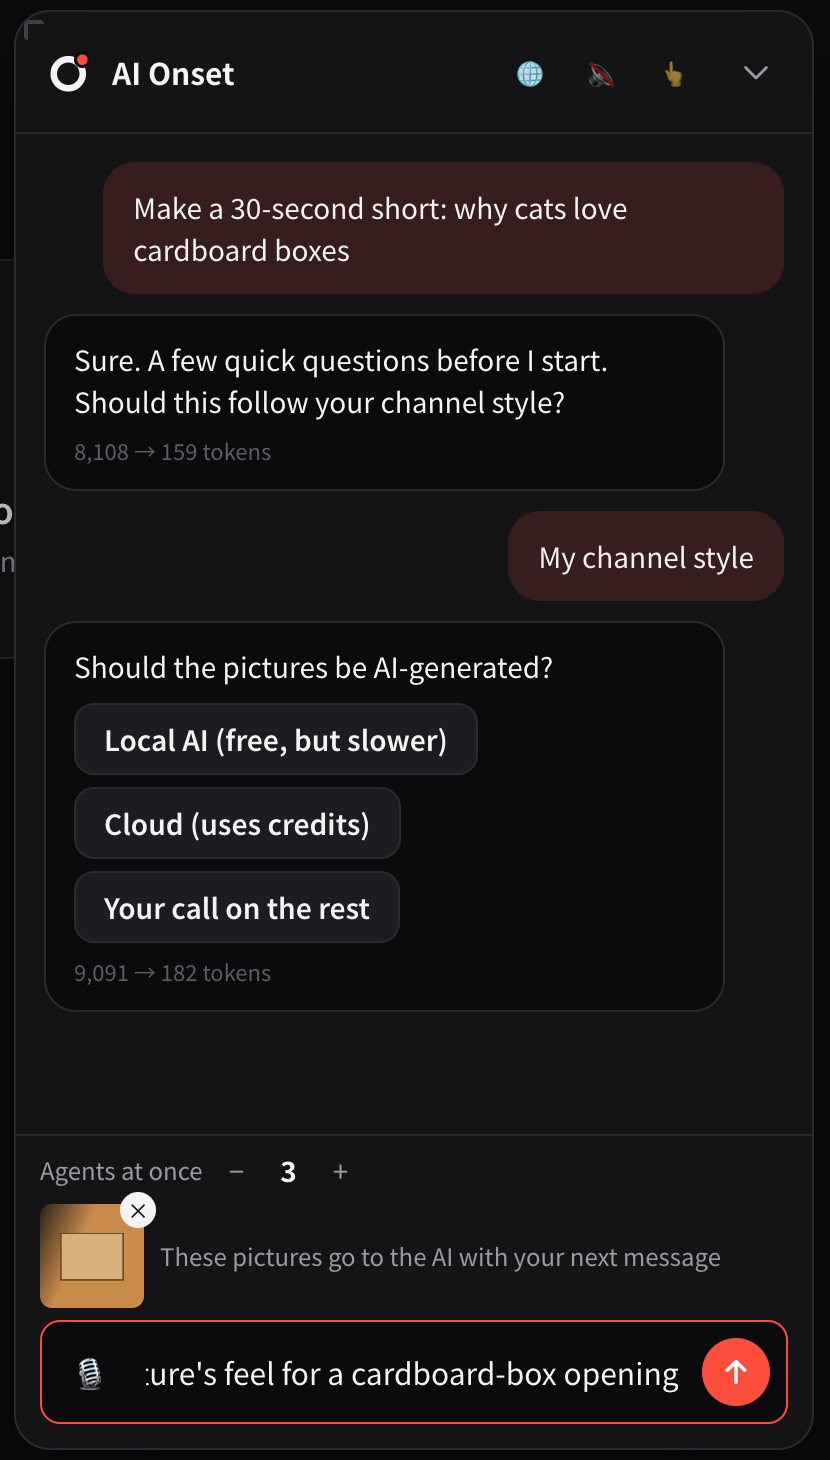 AI Onset
Make a 30-second short: why cats love
cardboard boxes
Sure. A few quick questions before I start.
Should this follow your channel style?
8,108 → 159 tokens
My channel style
Should the pictures be AI-generated?
Local AI (free, but slower)
Cloud (uses credits)
Your call on the rest
9,091 → 182 tokens
Agents at once − 3 +
These pictures go to the AI with your next message
feel for a cardboard-box opening